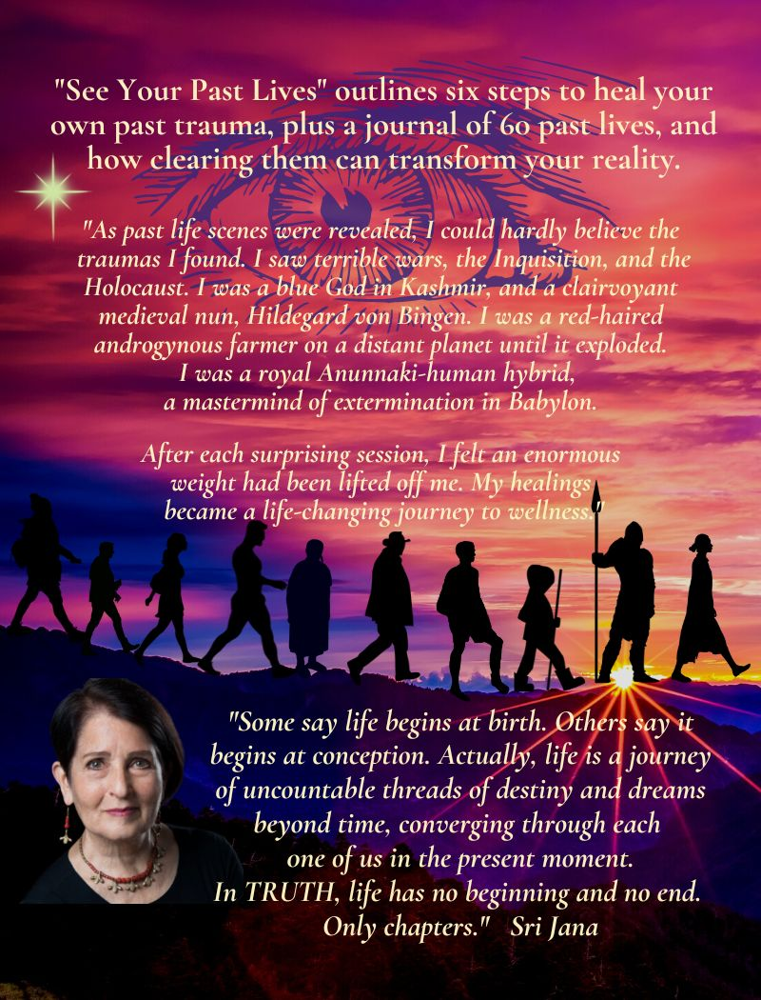 "See Your Past Lives" outlines six steps to heal your
own past trauma, plus a journal of 60 past lives, and
how clearing them can transform your reality.
"As past life scenes were revealed, I could hardly believe the
traumas I found. I saw terrible wars, the Inquisition, and the
Holocaust. I was a blue God in Kashmir, and a clairvoyant
medieval nun, Hildegard von Bingen. I was a red-haired
androgynous farmer on a distant planet until it exploded.
I was a royal Anunnaki-human hybrid,
a mastermind of extermination in Babylon.
After each surprising session, I felt an enormous
weight had been lifted off me. My healings
became a life-changing journey to wellness."
"Some say life begins at birth. Others say it
begins at conception. Actually, life is a journey
of uncountable threads of destiny and dreams
beyond time, converging through each
one of us in the present moment.
In TRUTH, life has no beginning and no end.
Only chapters." Sri Jana